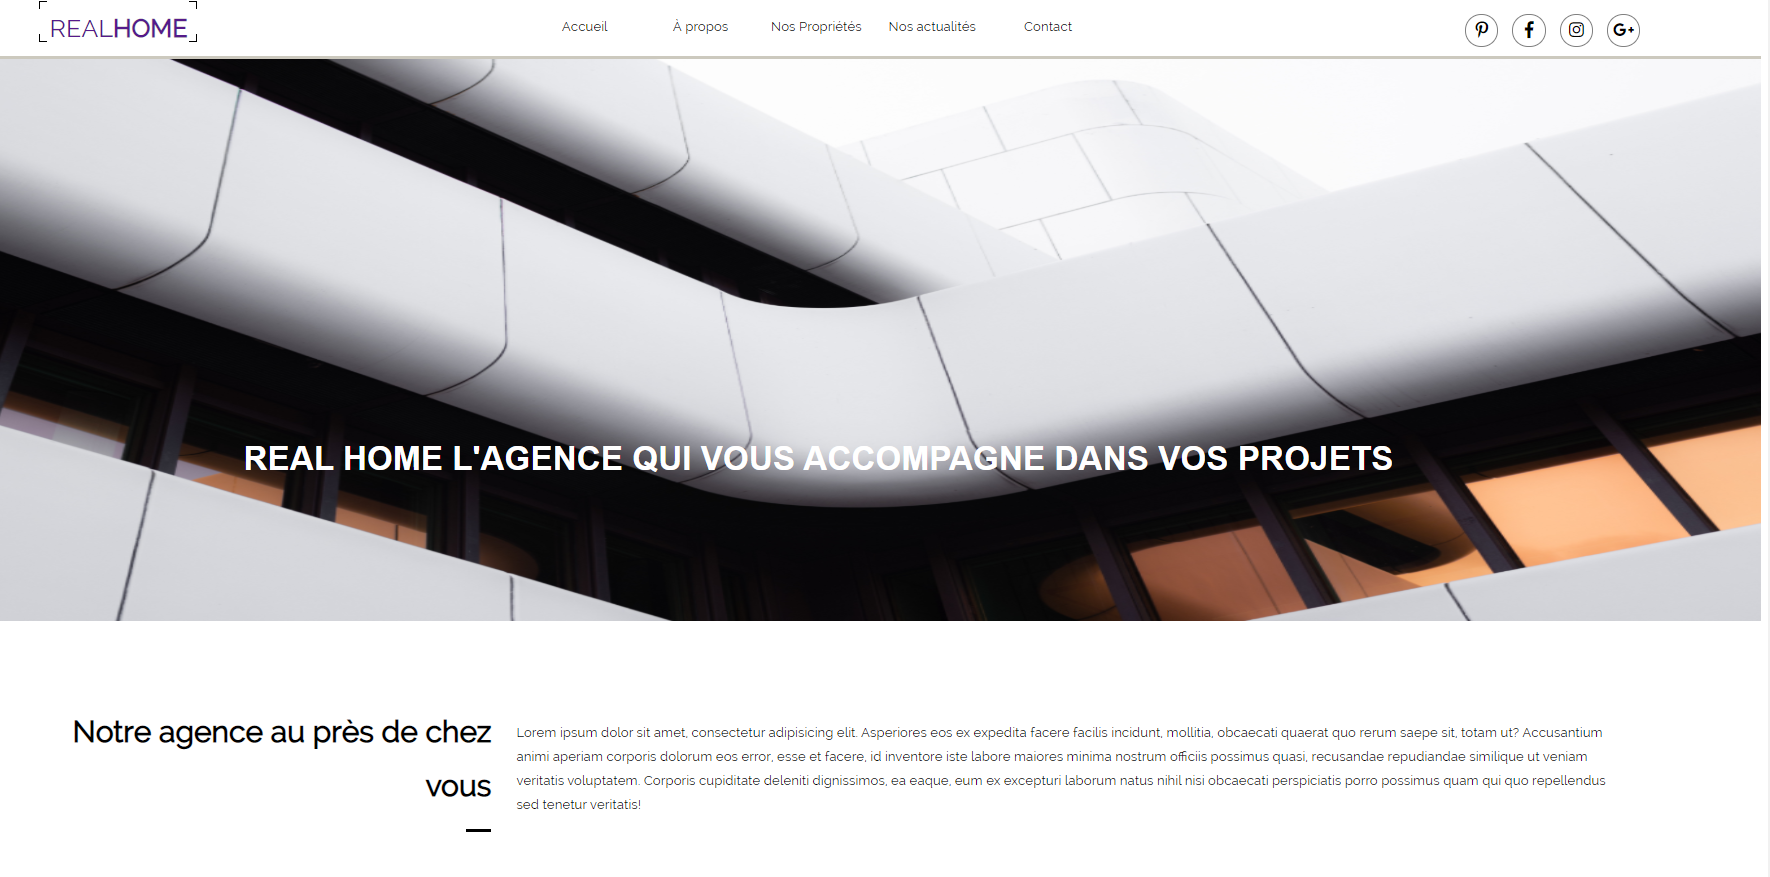 REALHOME
Accueil À propos Nos Propriétés Nos actualités Contact
G+
REAL HOME L'AGENCE QUI VOUS ACCOMPAGNE DANS VOS PROJETS
Notre agence au près de chez
vous
Lorem ipsum dolor sit amet, consectetur adipisicing elit. Asperiores eos ex expedita facere facilis incidunt, mollitia, obcaecati quaerat quo rerum saepe sit, totam ut? Accusantium
animi aperiam corporis dolorum eos error, esse et facere, id inventore iste labore maiores minima nostrum officiis possimus quasi, recusandae repudiandae similique ut veniam
veritatis voluptatem. Corporis cupiditate deleniti dignissimos, ea eaque, eum ex excepturi laborum natus nihil nisi obcaecati perspiciatis porro possimus quam qui quo repellendus
sed tenetur veritatis!